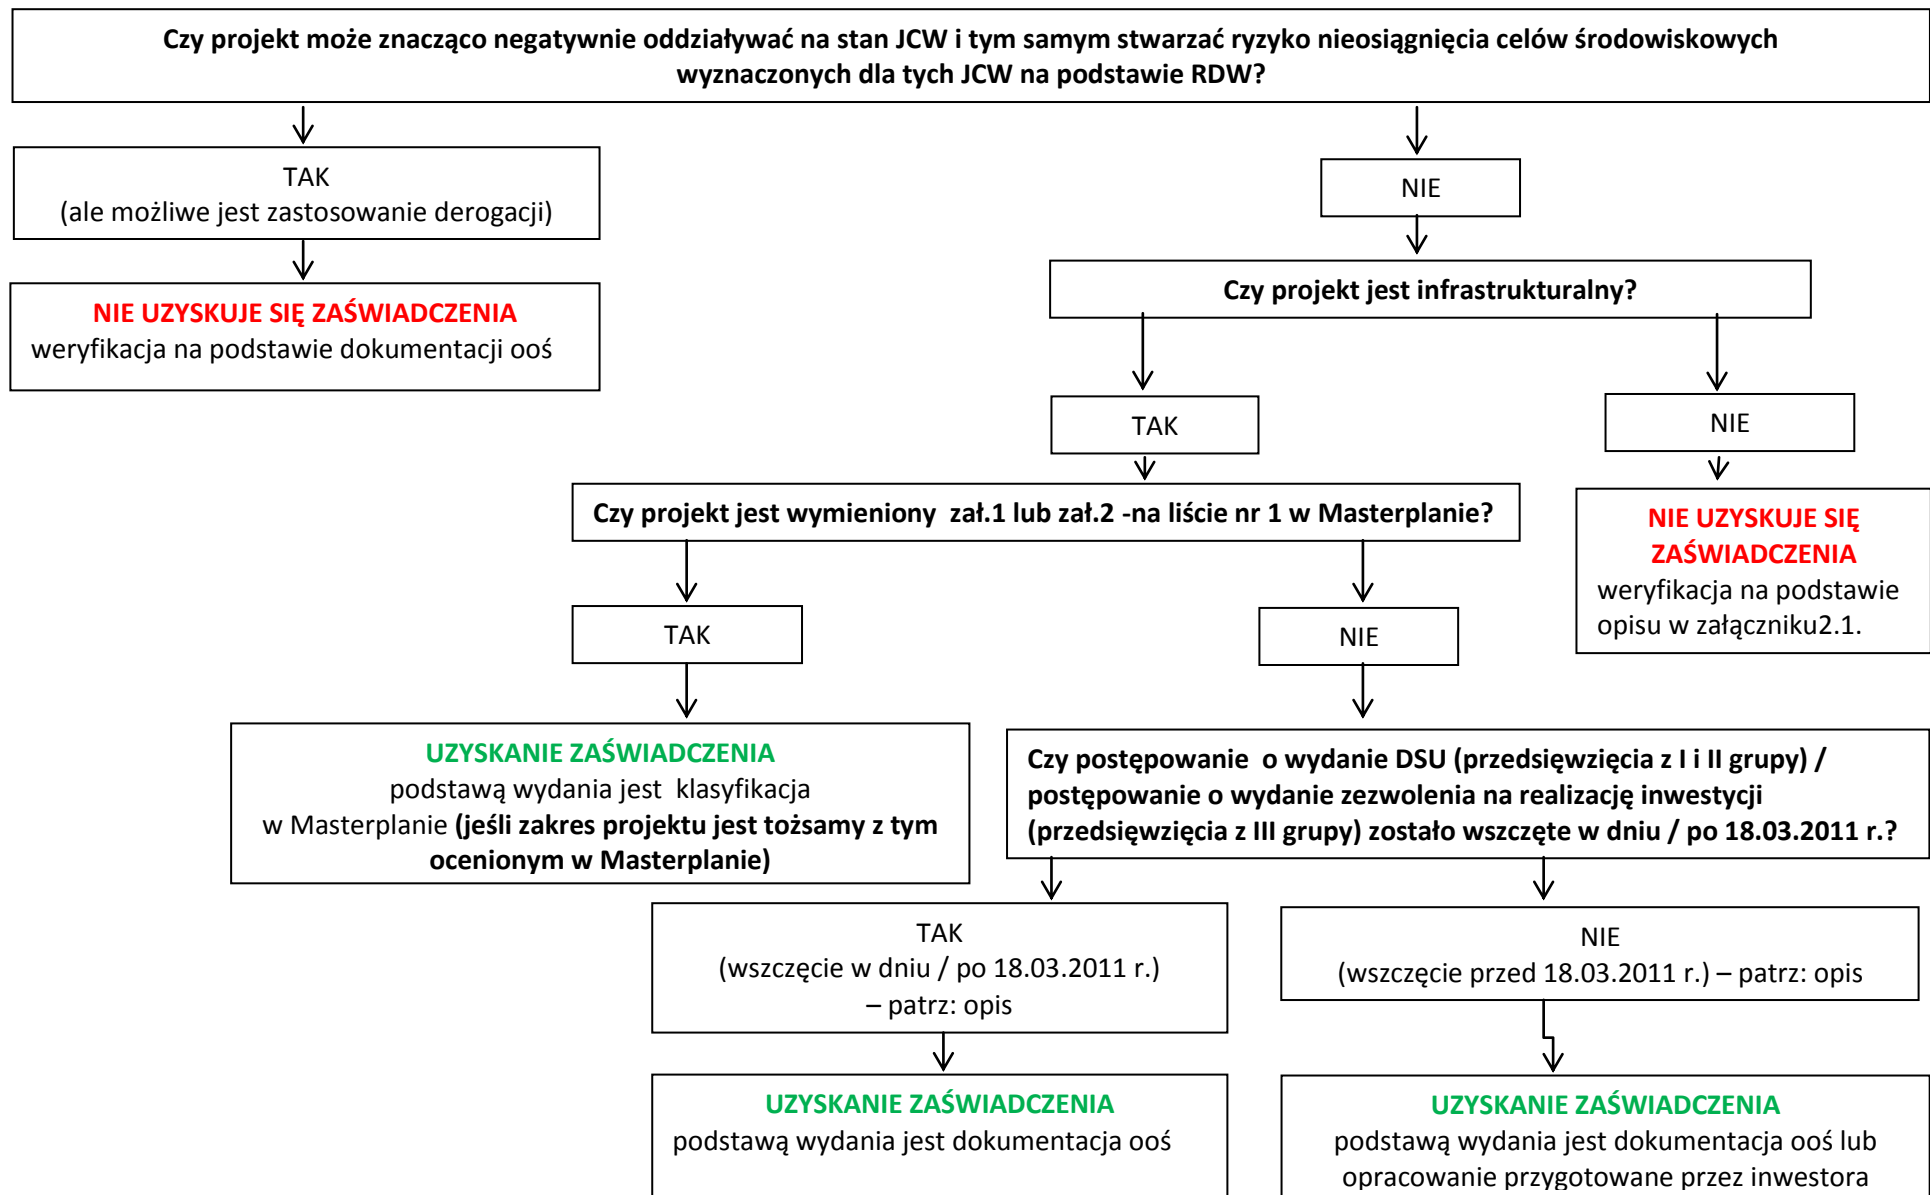 Czy projekt może znacząco negatywnie oddziaływać na stan JCW i tym samym stwarzać ryzyko nieosiągnięcia celów środowiskowych
wyznaczonych dla tych JCW na podstawie RDW?
TAK
(ale możliwe jest zastosowanie derogacji)
NIE
NIE UZYSKUJE SIĘ ZAŚWIADCZENIA
weryfikacja na podstawie dokumentacji ooś
Czy projekt jest infrastrukturalny?
TAK
NIE
Czy projekt jest wymieniony  zał.1 lub zał.2 -na liście nr 1 w Masterplanie?
NIE UZYSKUJE SIĘ
ZAŚWIADCZENIA
weryfikacja na podstawie
opisu w załączniku2.1.
TAK
NIE
UZYSKANIE ZAŚWIADCZENIA
podstawą wydania jest  klasyfikacja
w Masterplanie (jeśli zakres projektu jest tożsamy z tym
ocenionym w Masterplanie)
Czy postępowanie  o wydanie DSU (przedsięwzięcia z I i II grupy) /
postępowanie o wydanie zezwolenia na realizację inwestycji
(przedsięwzięcia z III grupy) zostało wszczęte w dniu / po 18.03.2011 r.?
TAK
(wszczęcie w dniu / po 18.03.2011 r.)
– patrz: opis
NIE
(wszczęcie przed 18.03.2011 r.) – patrz: opis
UZYSKANIE ZAŚWIADCZENIA
podstawą wydania jest dokumentacja ooś
UZYSKANIE ZAŚWIADCZENIA
podstawą wydania jest dokumentacja ooś lub
opracowanie przygotowane przez inwestora